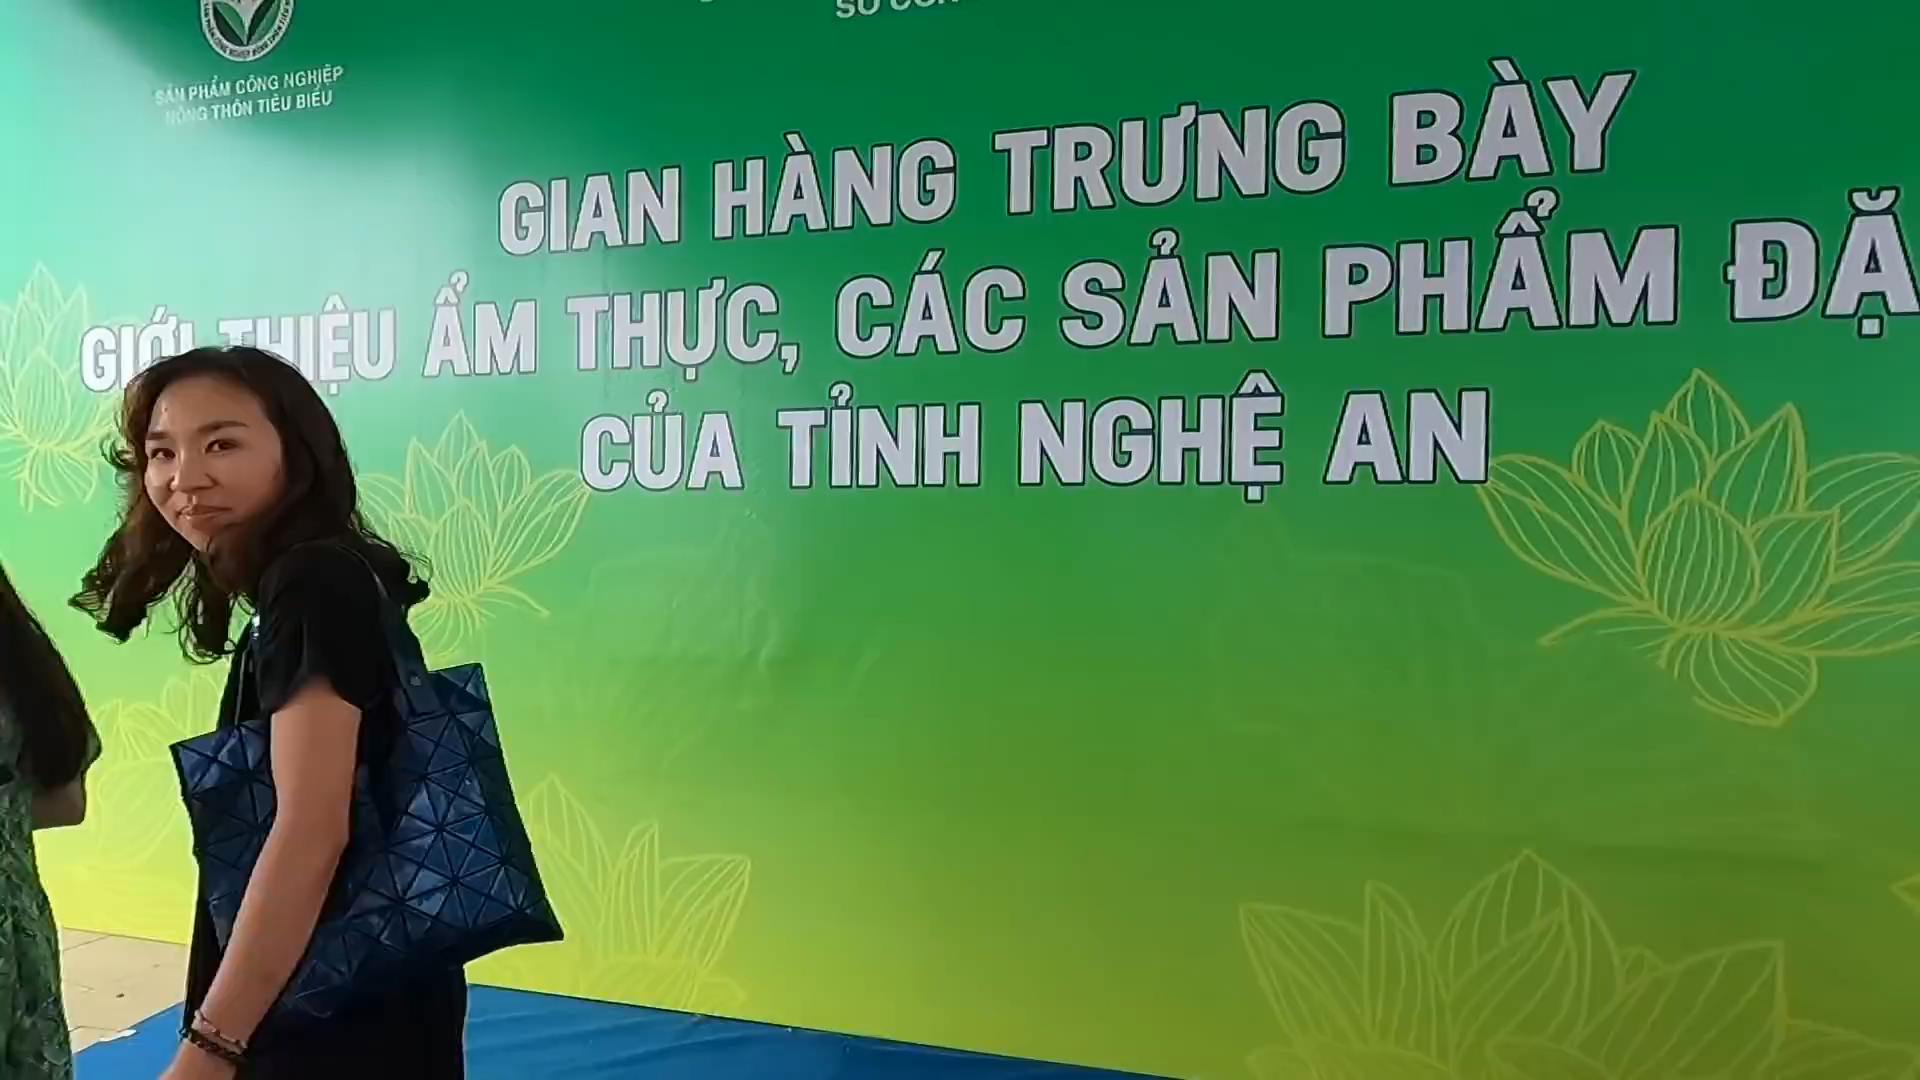 SẢN PHẨM CÔNG NGHIỆP
NÔNG THÔN TIÊU BIỂU
GIAN HÀNG TRƯNG BÀY
GIỚI THIỆU ẨM THỰC, CÁC SẢN PHẨM ĐẶ
CỦA TỈNH NGHỆ AN